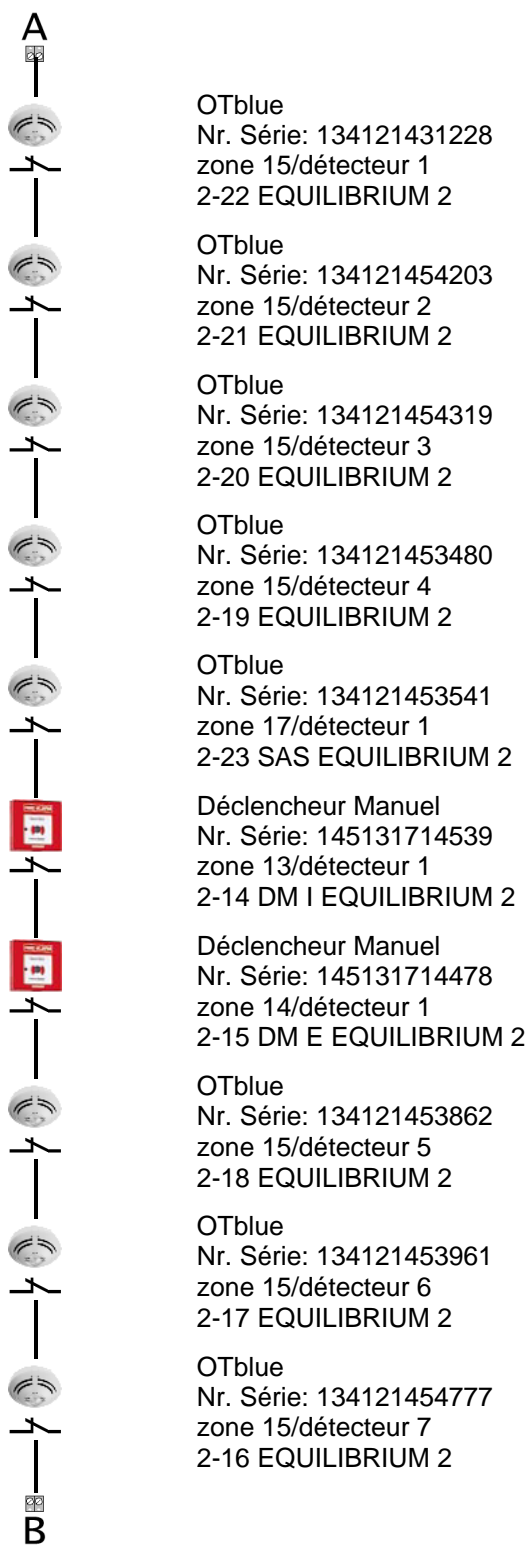 A
OTblue
Nr. Série: 134121431228
zone 15/détecteur 1
2-22 EQUILIBRIUM 2
OTblue
Nr. Série: 134121454203
zone 15/détecteur 2
2-21 EQUILIBRIUM 2
OTblue
Nr. Série: 134121454319
zone 15/détecteur 3
2-20 EQUILIBRIUM 2
OTblue
Nr. Série: 134121453480
zone 15/détecteur 4
2-19 EQUILIBRIUM 2
OTblue
Nr. Série: 134121453541
zone 17/détecteur 1
2-23 SAS EQUILIBRIUM 2
Déclencheur Manuel
Nr. Série: 145131714539
zone 13/détecteur 1
2-14 DM I EQUILIBRIUM 2
Déclencheur Manuel
Nr. Série: 145131714478
zone 14/détecteur 1
2-15 DM E EQUILIBRIUM 2
OTblue
Nr. Série: 134121453862
zone 15/détecteur 5
2-18 EQUILIBRIUM 2
OTblue
Nr. Série: 134121453961
zone 15/détecteur 6
2-17 EQUILIBRIUM 2
OTblue
Nr. Série: 134121454777
zone 15/détecteur 7
2-16 EQUILIBRIUM 2
B